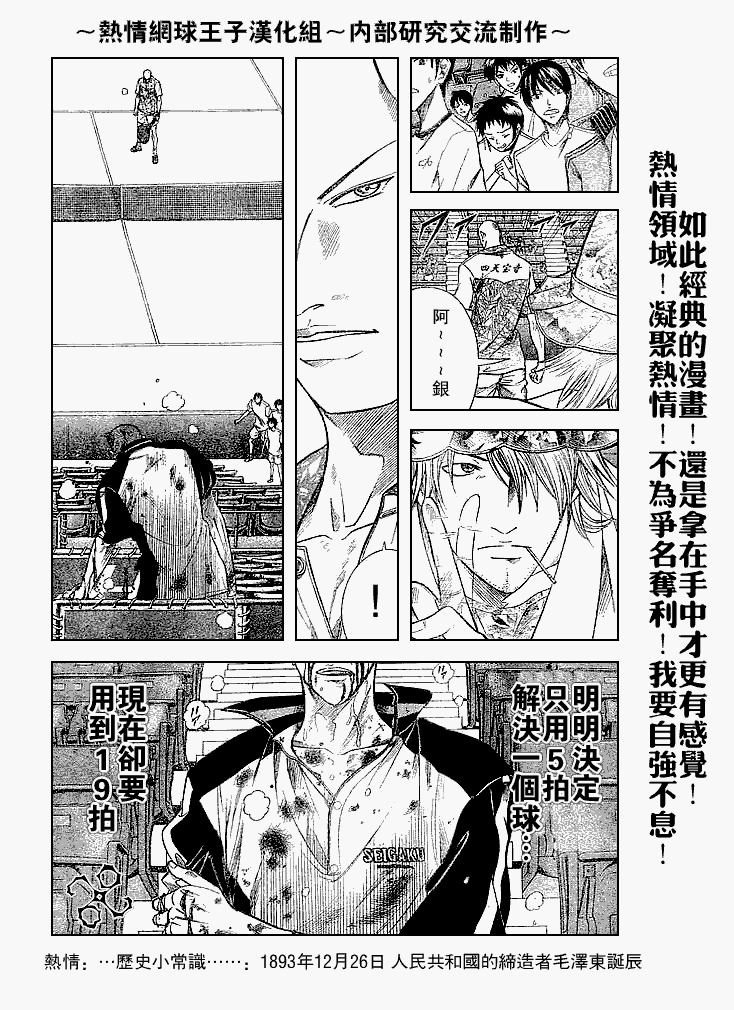 ～熱情網球王子漢化組～內部研究交流制作～
如此經典的漫畫！還是拿在手中才更有感覺！
熱情領域！凝聚熱情！不為爭名奪利！我要自強不息！
四天宝寺
阿～～～銀
！
明明決定
只用5拍
解決一個球……
現在卻要
用到19拍
SEIGAKU
熱情：…歷史小常識……：1893年12月26日 人民共和國的締造者毛澤東誕辰